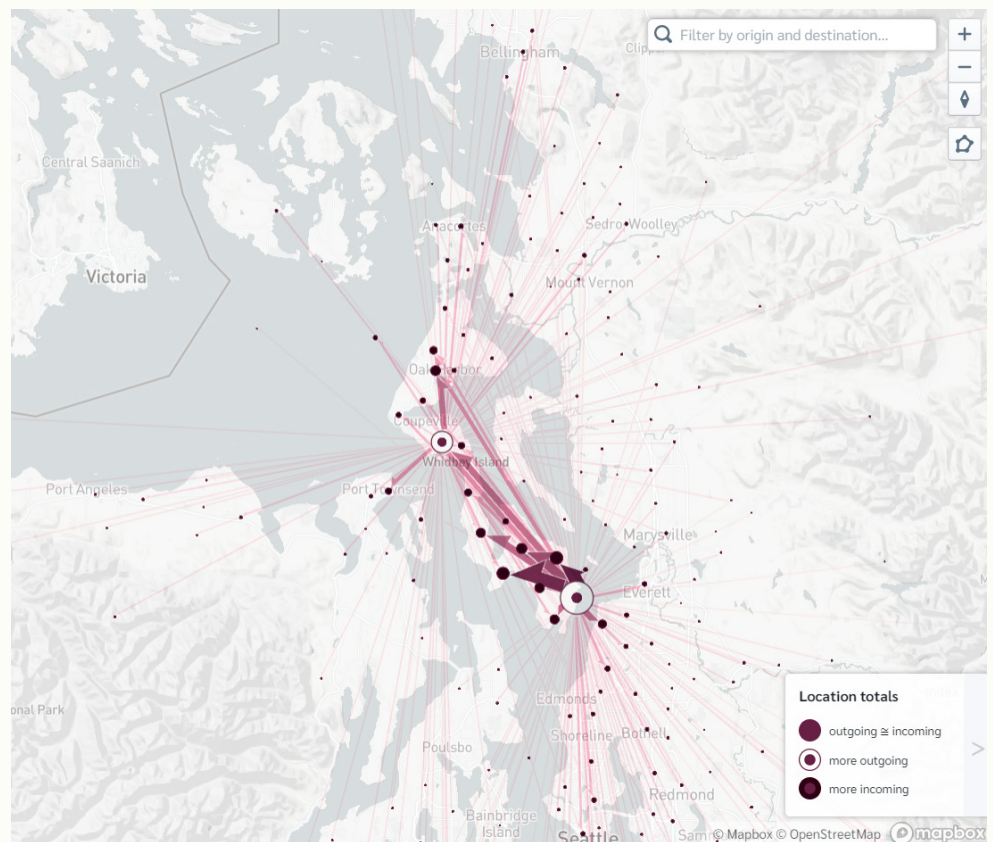 Filter by origin and destination...
Bellingham
Central Saanich
Anacortes
Sedro-Woolley
Victoria
Mount Vernon
Coupeville
Whidbey Island
Port Angeles
Port Townsend
Marysville
Everett
onal Park
Edmonds
Shoreline
Bothell
Poulsbo
Redmond
Bainbridge
Island
Seattle
Location totals
outgoing ≅ incoming
more outgoing
more incoming
>
© Mapbox © OpenStreetMap
mapbox